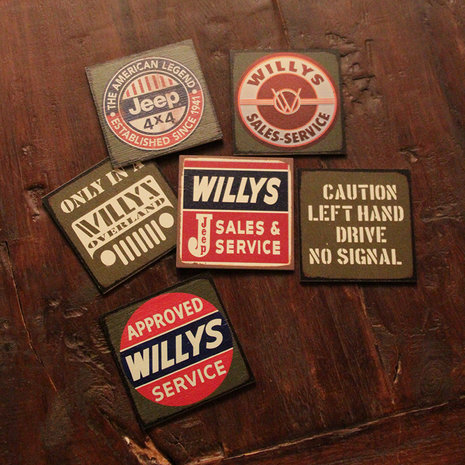 THE AMERICAN LEGEND
Jeep
4x4
• ESTABLISHED SINCE 1941 •
WILLYS
W
SALES-SERVICE
ONLY IN A
WILLYS
OVERLAND
WILLYS
Jeep
SALES &
SERVICE
CAUTION
LEFT HAND
DRIVE
NO SIGNAL
APPROVED
WILLYS
SERVICE